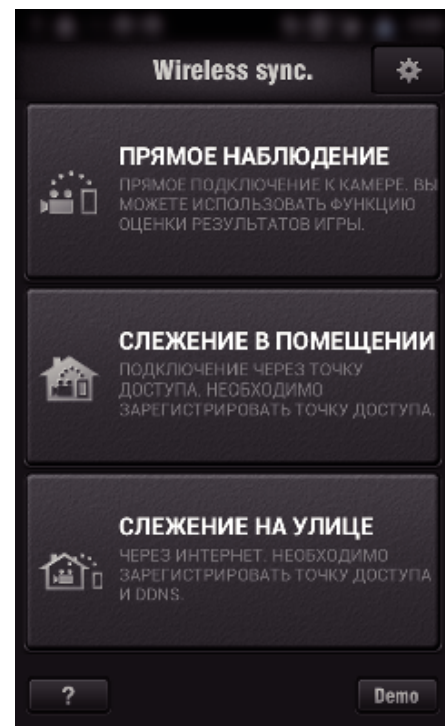 Wireless sync.
ПРЯМОЕ НАБЛЮДЕНИЕ
ПРЯМОЕ ПОДКЛЮЧЕНИЕ К КАМЕРЕ. ВЫ
МОЖЕТЕ ИСПОЛЬЗОВАТЬ ФУНКЦИЮ
ОЦЕНКИ РЕЗУЛЬТАТОВ ИГРЫ.
СЛЕЖЕНИЕ В ПОМЕЩЕНИИ
ПОДКЛЮЧЕНИЕ ЧЕРЕЗ ТОЧКУ
ДОСТУПА. НЕОБХОДИМО
ЗАРЕГИСТРИРОВАТЬ ТОЧКУ ДОСТУПА.
СЛЕЖЕНИЕ НА УЛИЦЕ
ЧЕРЕЗ ИНТЕРНЕТ. НЕОБХОДИМО
ЗАРЕГИСТРИРОВАТЬ ТОЧКУ ДОСТУПА
И DDNS.
? Demo